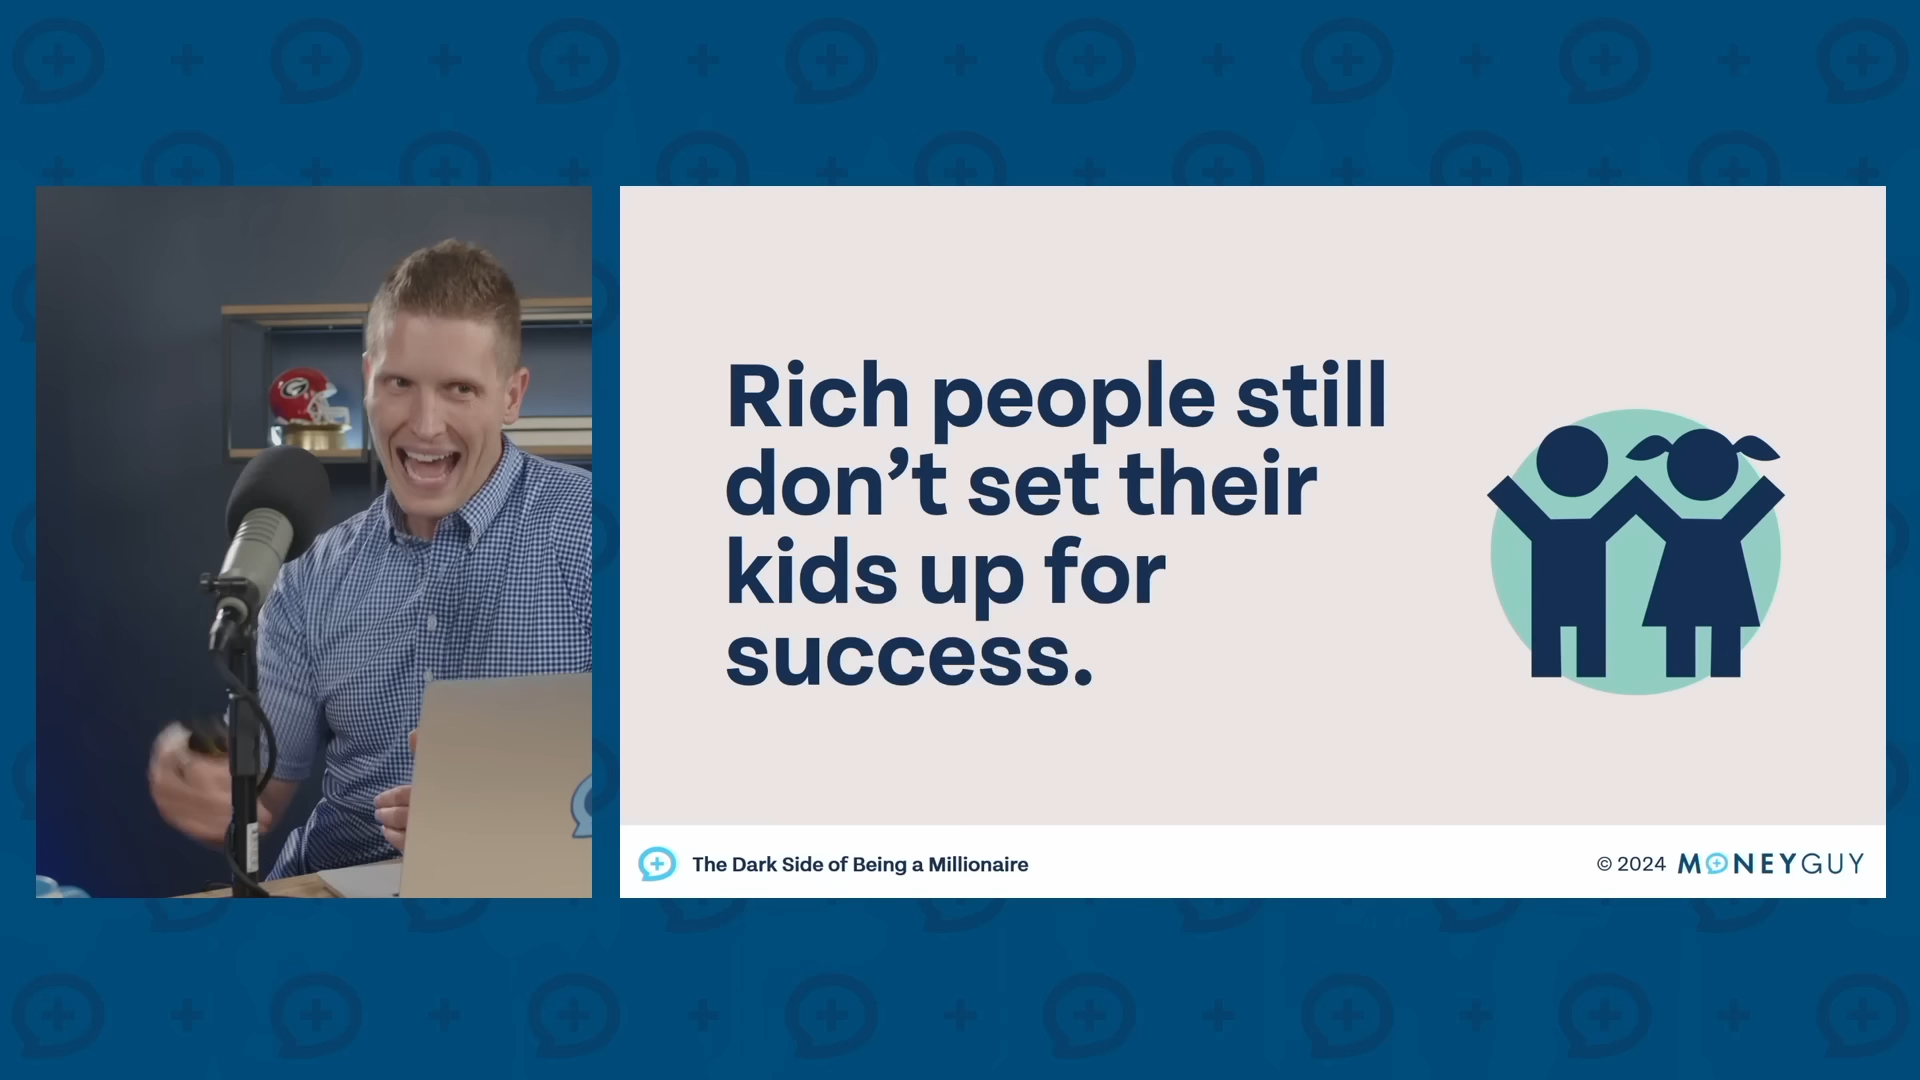 Rich people still
don’t set their
kids up for
success.
The Dark Side of Being a Millionaire
© 2024 MONEYGUY